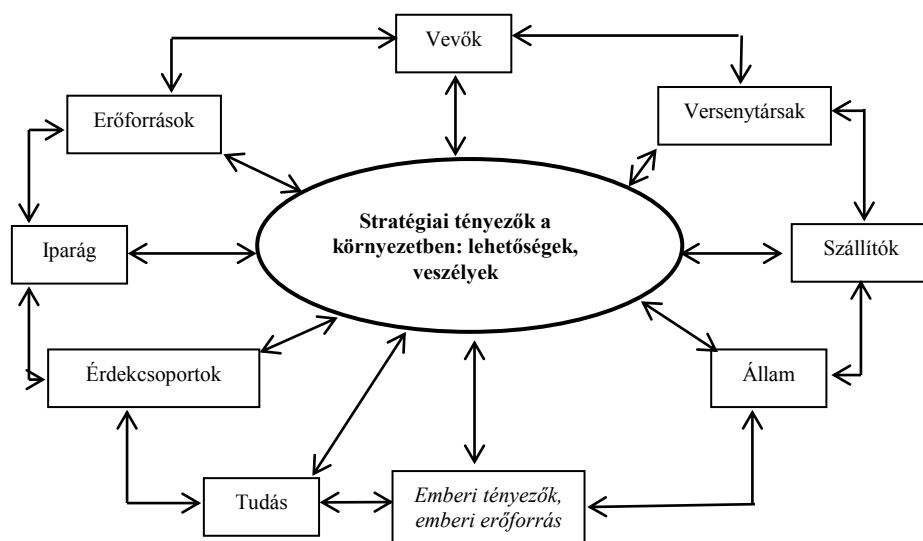 Vevők
Erőforrások
Versenytársak
Stratégiai tényezők a
környezetben: lehetőségek,
veszélyek
Iparág
Szállítók
Érdekcsoportok
Állam
Tudás
Emberi tényezők,
emberi erőforrás